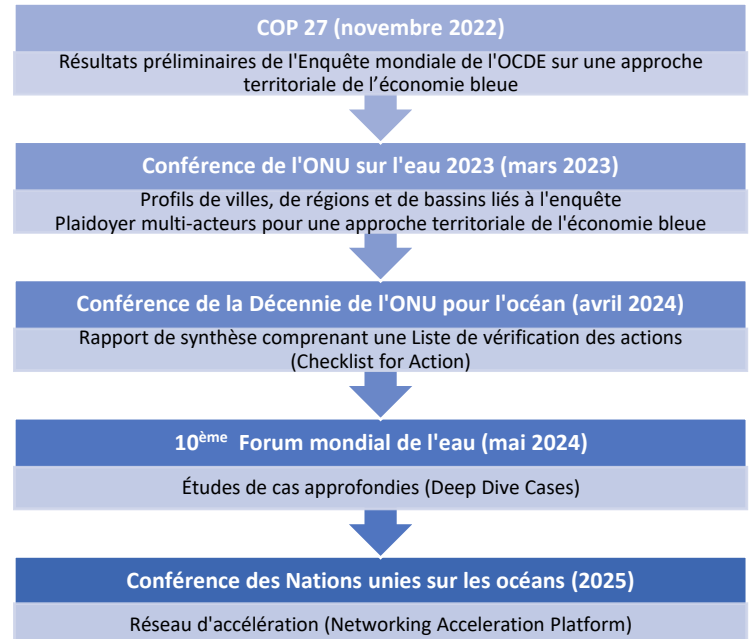 COP 27 (novembre 2022)
Résultats préliminaires de l'Enquête mondiale de l'OCDE sur une approche
territoriale de l’économie bleue
Conférence de l'ONU sur l'eau 2023 (mars 2023)
Profils de villes, de régions et de bassins liés à l'enquête
Plaidoyer multi-acteurs pour une approche territoriale de l'économie bleue
Conférence de la Décennie de l'ONU pour l'océan (avril 2024)
Rapport de synthèse comprenant une Liste de vérification des actions
(Checklist for Action)
10ème Forum mondial de l'eau (mai 2024)
Études de cas approfondies (Deep Dive Cases)
Conférence des Nations unies sur les océans (2025)
Réseau d'accélération (Networking Acceleration Platform)